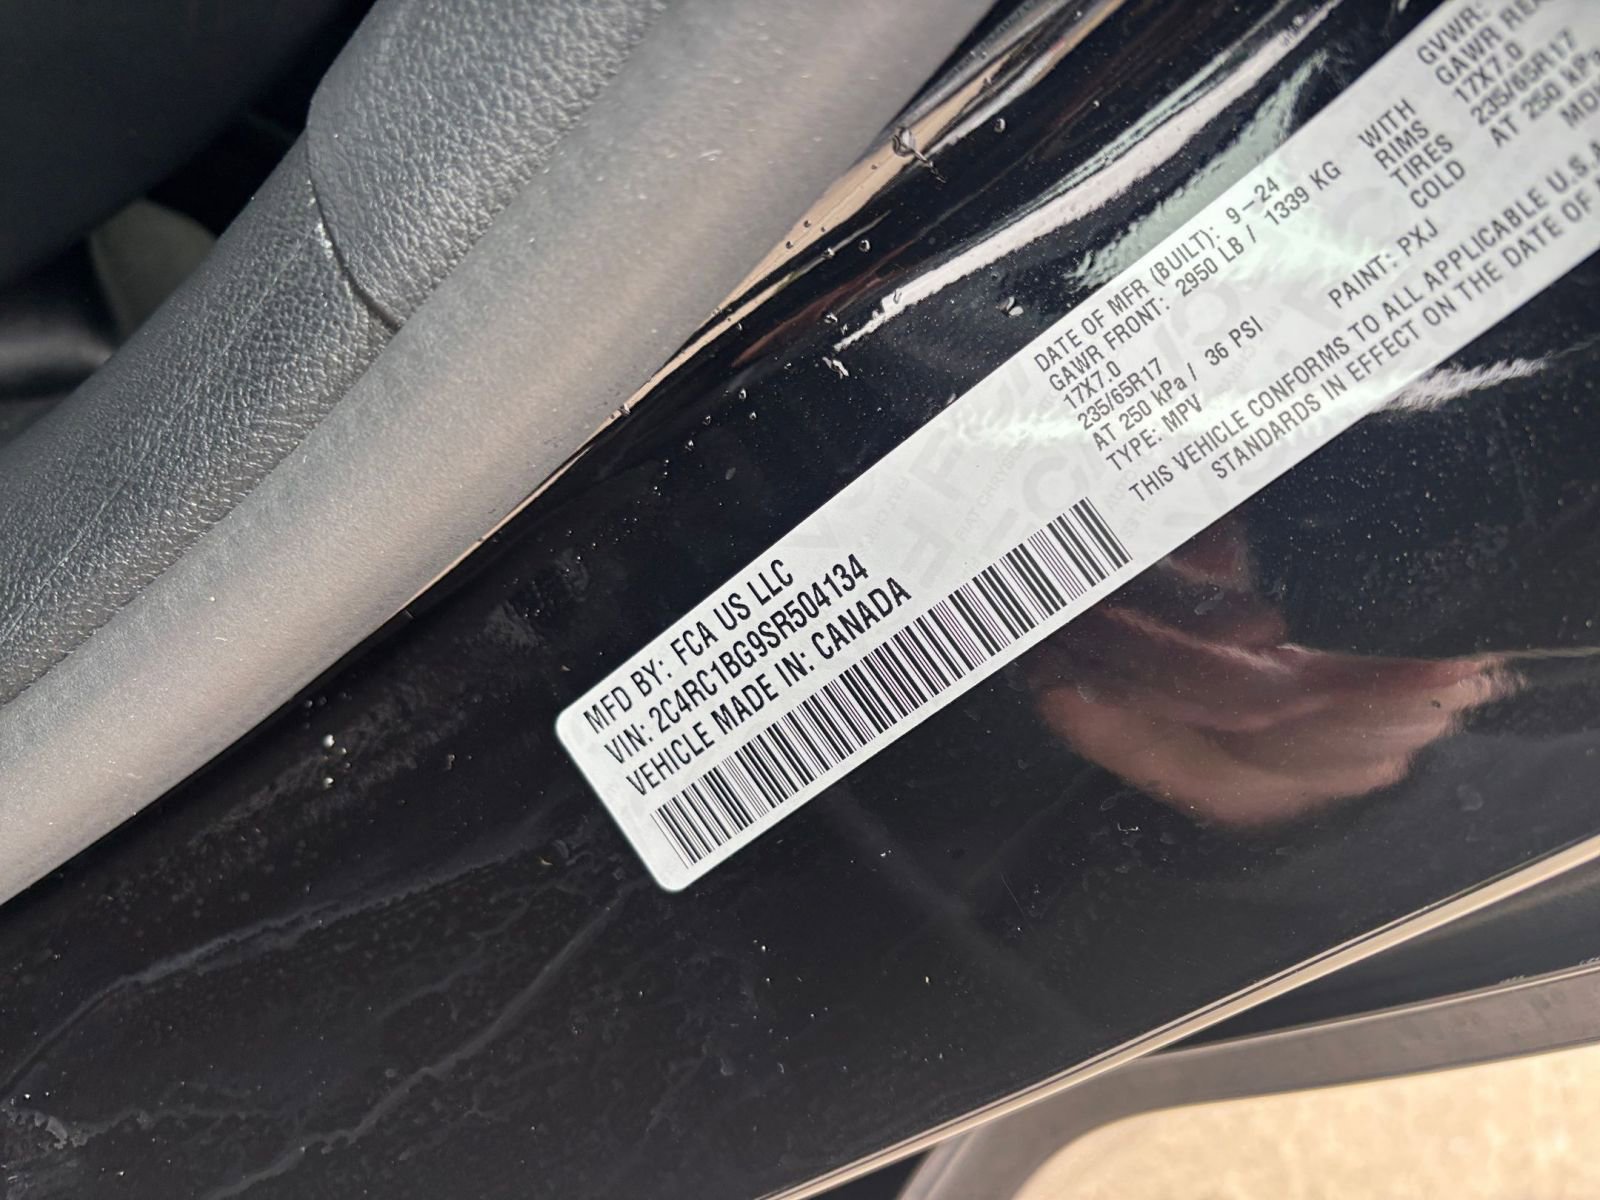 MFD BY: FCA US LLC
VIN: 2C4RC1BG9SR504134
VEHICLE MADE IN: CANADA
DATE OF MFR (BUILT): 9-24 GVWR:
GAWR FRONT: 2950 LB / 1339 KG WITH GAWR REA
17X7.0 RIMS 17X7.0
235/65R17 TIRES 235/65R17
AT 250 kPa / 36 PSI COLD AT 250 kPa
TYPE: MPV PAINT: PXJ
THIS VEHICLE CONFORMS TO ALL APPLICABLE U.S.A
STANDARDS IN EFFECT ON THE DATE OF